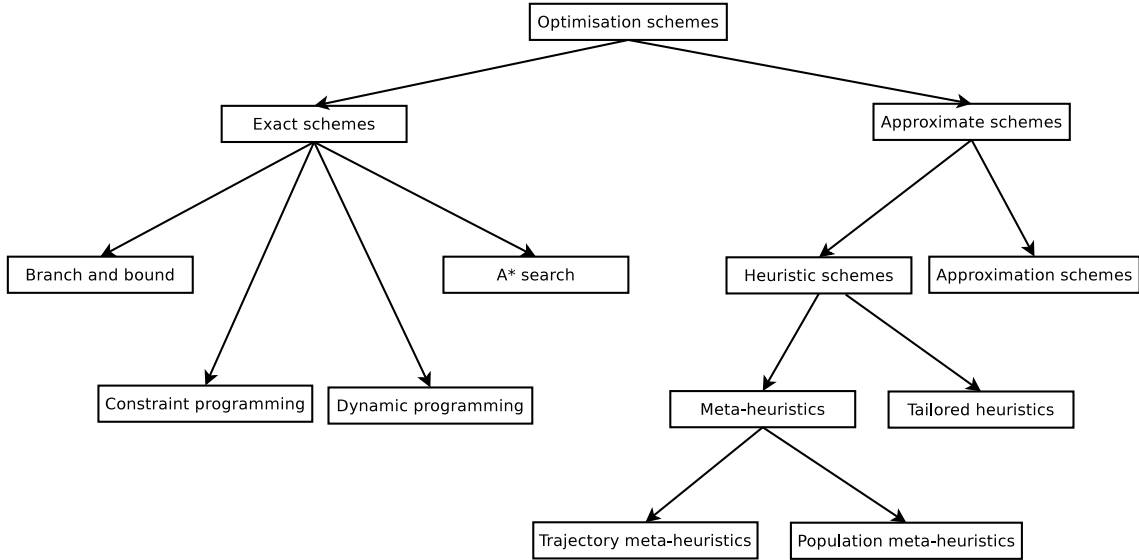 Optimisation schemes
Exact schemes
Approximate schemes
Branch and bound
A* search
Heuristic schemes
Approximation schemes
Constraint programming
Dynamic programming
Meta-heuristics
Tailored heuristics
Trajectory meta-heuristics
Population meta-heuristics